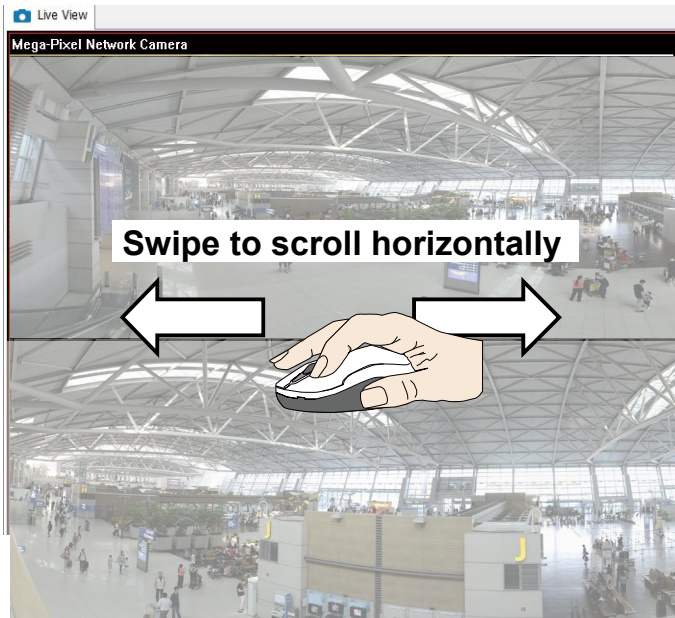 Live View
Mega-Pixel Network Camera
Swipe to scroll horizontally
J
J